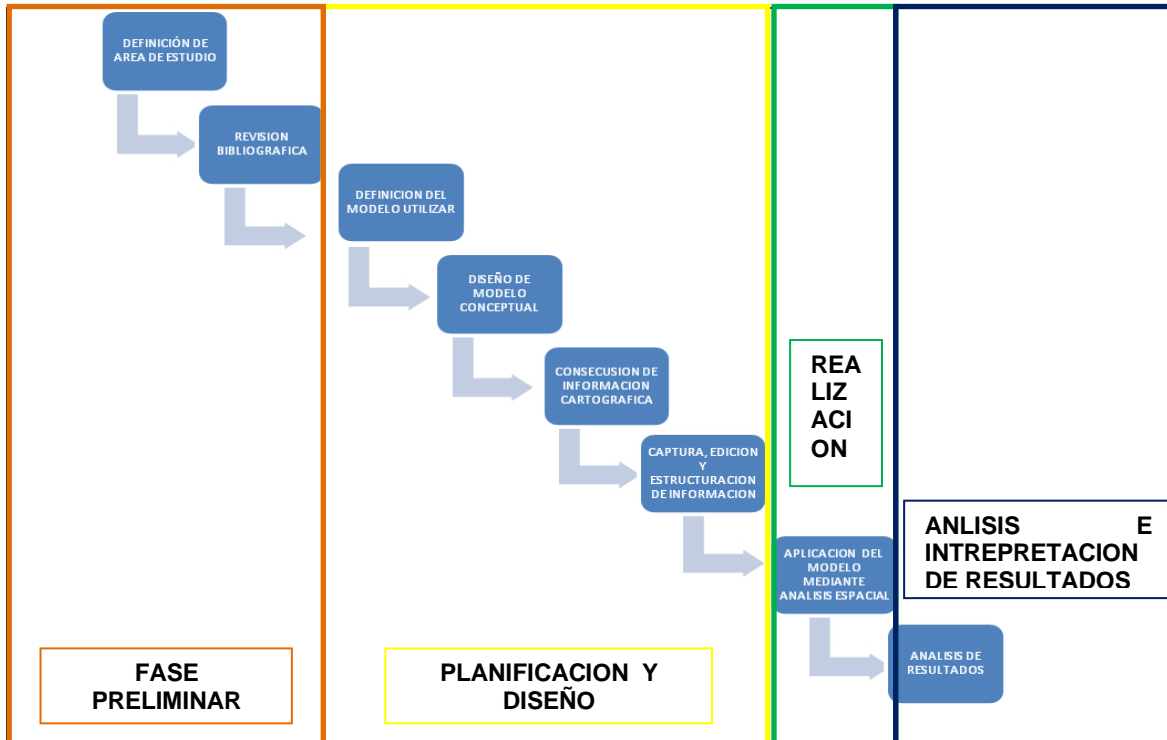 DEFINICIÓN DE
AREA DE ESTUDIO
REVISION
BIBLIOGRAFICA
DEFINICION DEL
MODELO UTILIZAR
DISEÑO DE
MODELO
CONCEPTUAL
CONSECUSION DE
INFORMACION
CARTOGRAFICA
CAPTURA, EDICION
Y
ESTRUCTURACION
DE INFORMACION
APLICACION DEL
MODELO
MEDIANTE
ANALISIS ESPACIAL
ANALISIS DE
RESULTADOS
FASE
PRELIMINAR
PLANIFICACION Y
DISEÑO
REA
LIZ
ACI
ON
ANLISIS E
INTREPRETACION
DE RESULTADOS